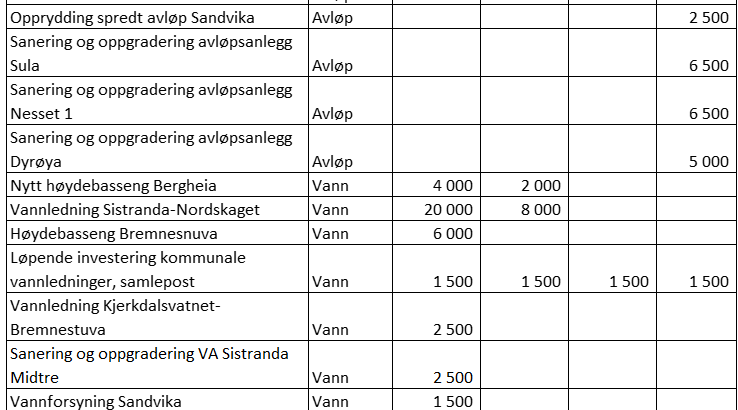 Opprydding spredt avløp Sandvika Avløp 2 500
Sanering og oppgradering avløpsanlegg
Sula Avløp 6 500
Sanering og oppgradering avløpsanlegg
Nesset 1 Avløp 6 500
Sanering og oppgradering avløpsanlegg
Dyrøya Avløp 5 000
Nytt høydebasseng Bergheia Vann 4 000 2 000
Vannledning Sistranda-Nordskaget Vann 20 000 8 000
Høydebasseng Bremnesnuva Vann 6 000
Løpende investering kommunale
vannledninger, samlepost Vann 1 500 1 500 1 500 1 500
Vannledning Kjerkdalsvatnet-
Bremnestuva Vann 2 500
Sanering og oppgradering VA Sistranda
Midtre Vann 2 500
Vannforsyning Sandvika Vann 1 500